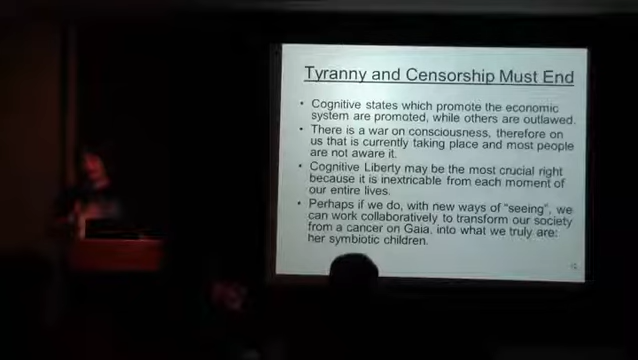 Tyranny and Censorship Must End
• Cognitive states which promote the economic
system are promoted, while others are outlawed.
• There is a war on consciousness, therefore on
us that is currently taking place and most people
are not aware it.
• Cognitive Liberty may be the most crucial right
because it is inextricable from each moment of
our entire lives.
• Perhaps if we do, with new ways of "seeing", we
can work collaboratively to transform our society
from a cancer on Gaia, into what we truly are:
her symbiotic children.